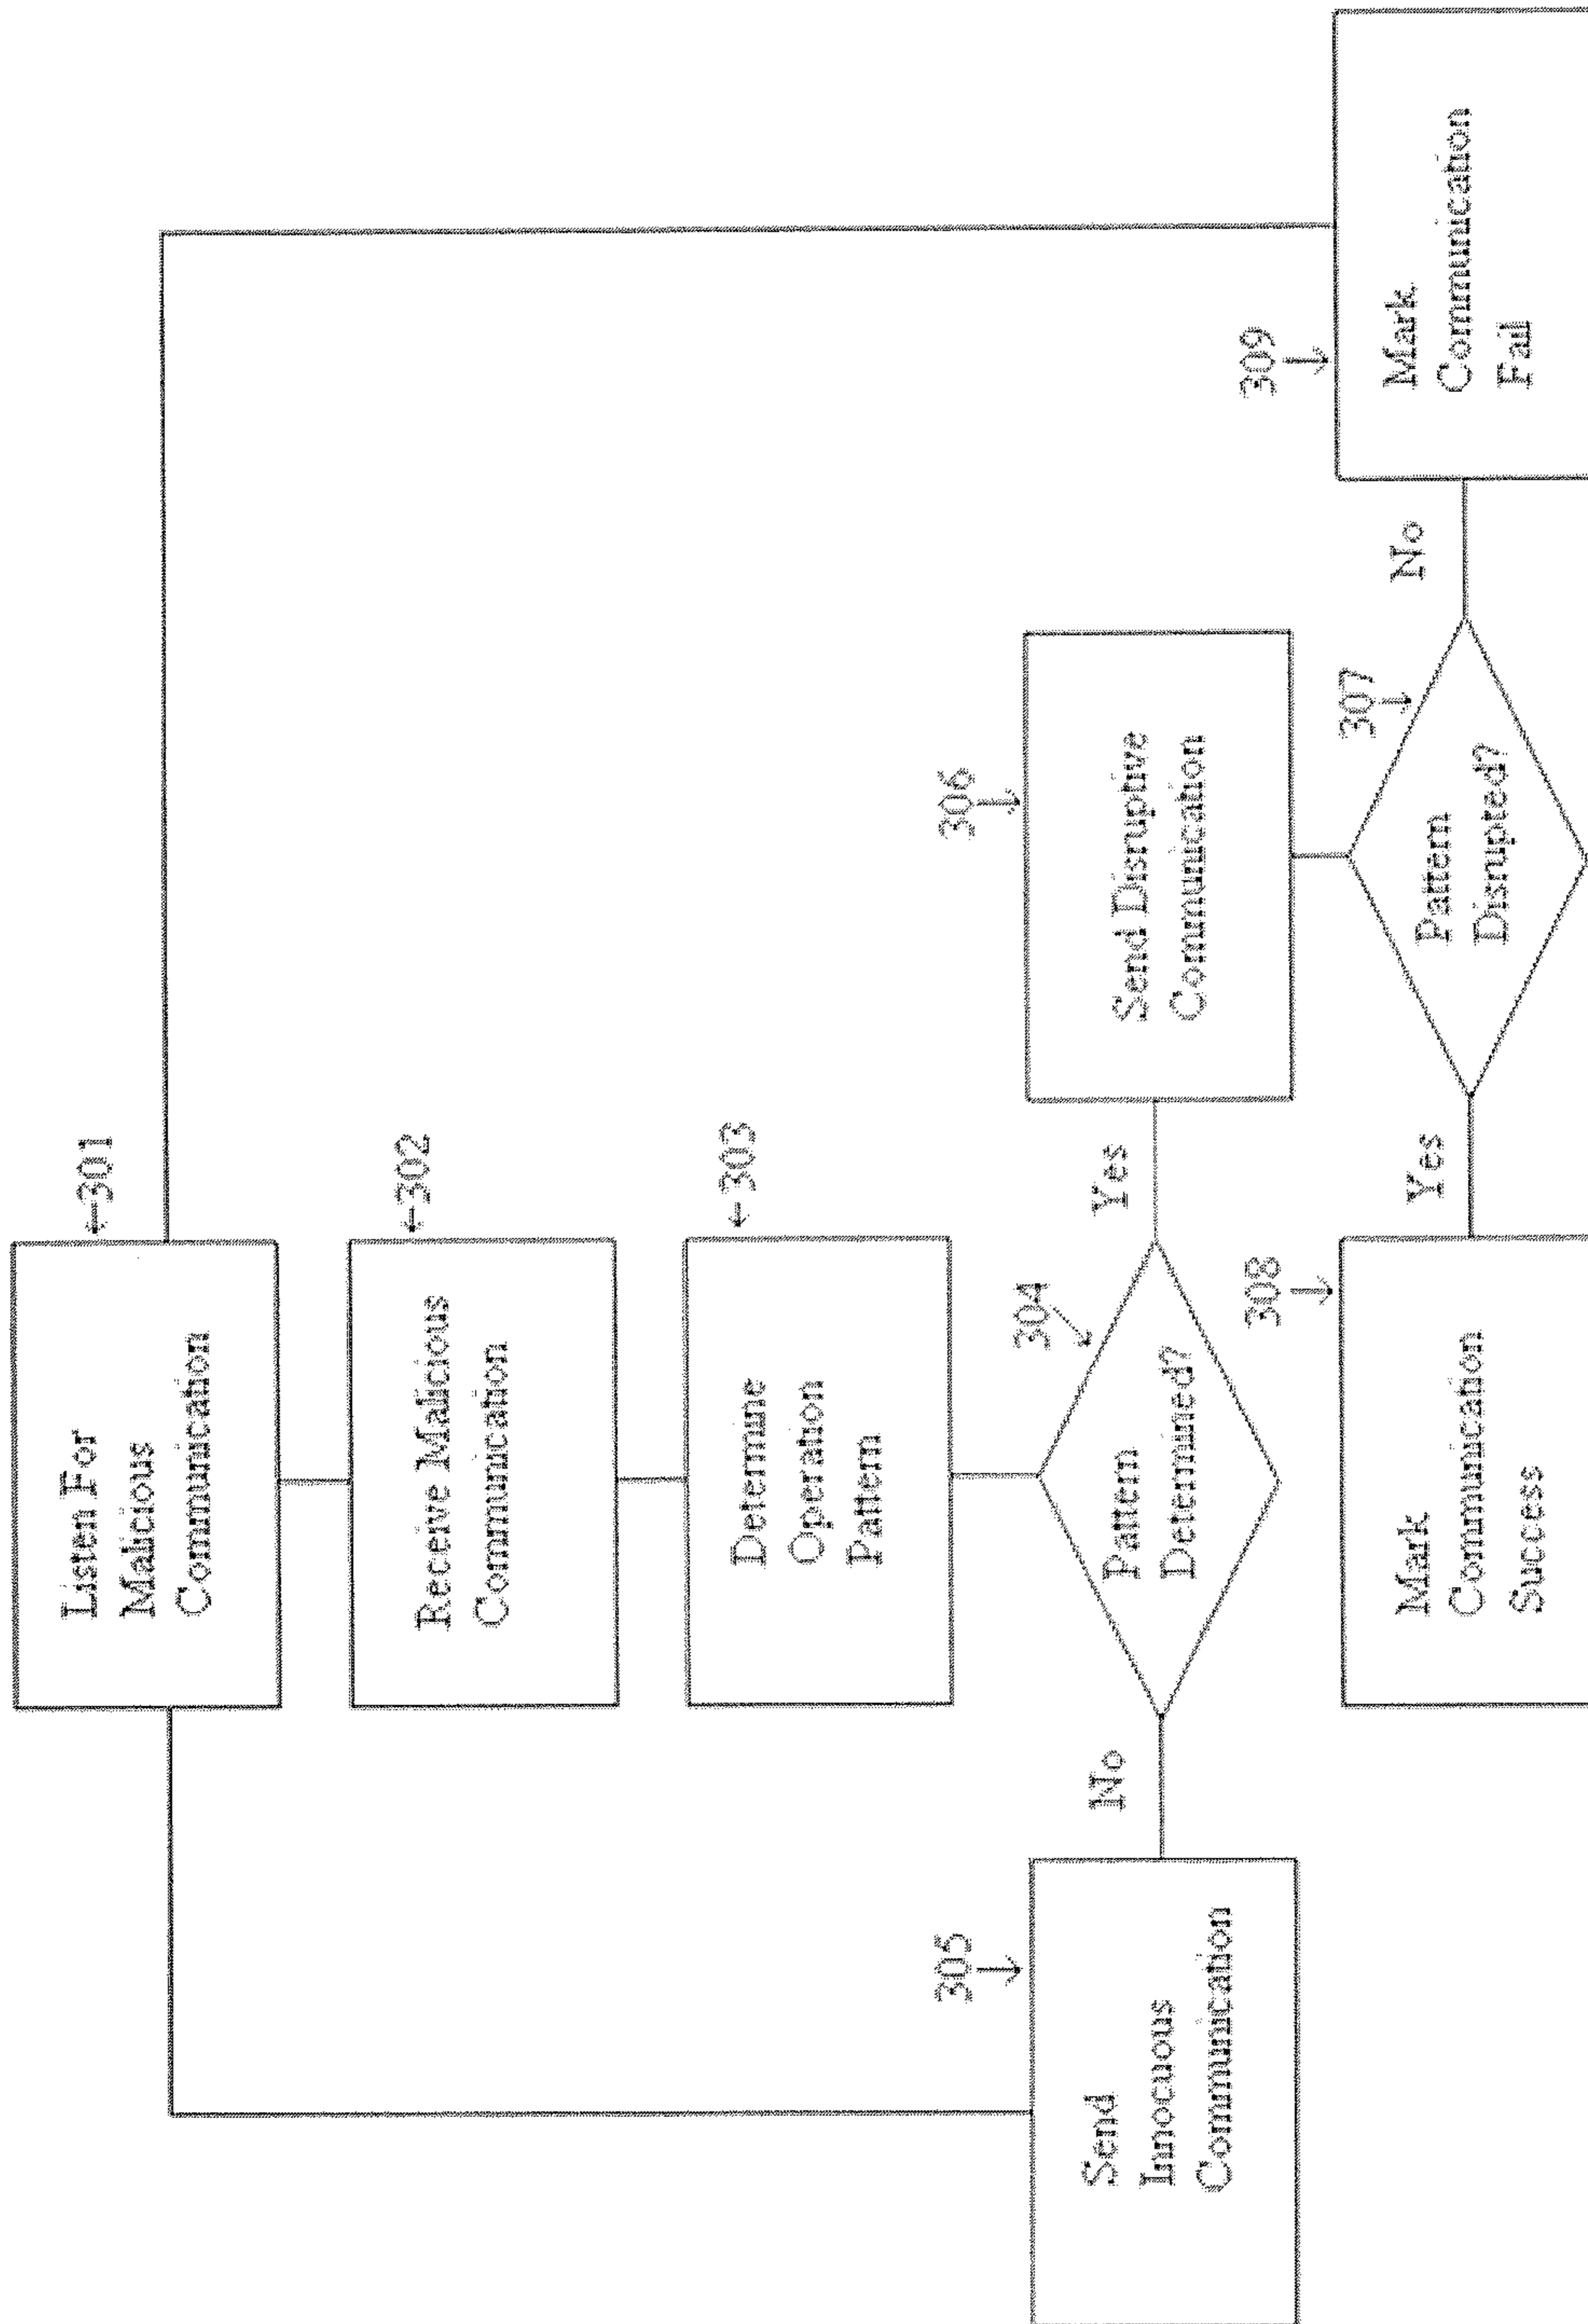 Listen For
Malicious
Communication
←301
Receive Malicious
Communication
←302
Determine
Operation
Pattern
←303
Pattern
Determined?
304
No
Yes
305
Send
Innocuous
Communication
306
Send Disruptive
Communication
307
Pattern
Disrupted?
Yes
No
308
Mark
Communication
Success
309
Mark
Communication
Fail